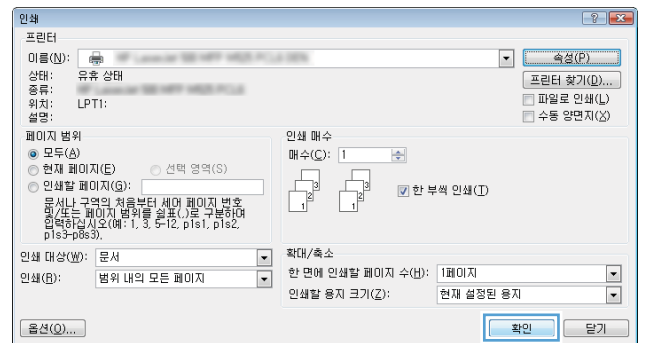 인쇄
프린터
이름(N):
속성(P)
상태: 유휴 상태
프린터 찾기(D)...
종류:
파일로 인쇄(L)
위치: LPT1:
수동 양면지(X)
설명:
페이지 범위
인쇄 매수
모두(A)
매수(C): 1
현재 페이지(E) 선택 영역(S)
인쇄할 페이지(G):
한 부씩 인쇄(T)
문서나 구역의 처음부터 세어 페이지 번호
및/또는 페이지 범위를 쉼표(,)로 구분하여
입력하십시오(예: 1, 3, 5-12, p1s1, p1s2,
p1s3-p8s3).
3
2
1
3
2
1
인쇄 대상(W): 문서
인쇄(R): 범위 내의 모든 페이지
확대/축소
한 면에 인쇄할 페이지 수(H): 1페이지
인쇄할 용지 크기(Z): 현재 설정된 용지
옵션(O)...
확인
닫기